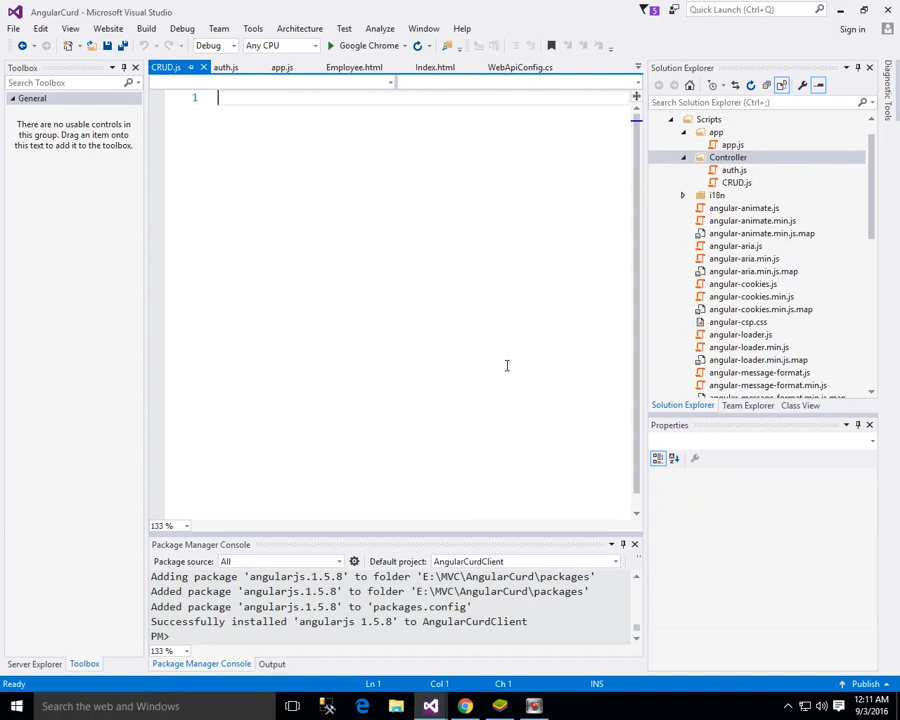 AngularCurd - Microsoft Visual Studio
5
Quick Launch (Ctrl+;)
File Edit View Website Build Debug Team Tools Architecture Test Analyze Window Help
Sign in
Debug Any CPU Google Chrome
Toolbox
Search Toolbox
General
There are no usable controls in
this group. Drag an item onto
this text to add it to the toolbox.
CRUD.js auth.js app.js Employee.html Index.html WebApiConfig.cs
1
133 %
Solution Explorer
Search Solution Explorer (Ctrl+;)
Scripts
app
app.js
Controller
auth.js
CRUD.js
i18n
angular-animate.js
angular-animate.min.js
angular-animate.min.js.map
angular-aria.js
angular-aria.min.js
angular-aria.min.js.map
angular-cookies.js
angular-cookies.min.js
angular-cookies.min.js.map
angular-csp.css
angular-loader.js
angular-loader.min.js
angular-loader.min.js.map
angular-message-format.js
angular-message-format.min.js
angular-message-format.min.js.map
Solution Explorer Team Explorer Class View
Diagnostic Tools
Properties
Package Manager Console
Package source: All Default project: AngularCurdClient
Adding package 'angularjs.1.5.8' to folder 'E:\MVC\AngularCurd\packages'
Added package 'angularjs.1.5.8' to folder 'E:\MVC\AngularCurd\packages'
Added package 'angularjs.1.5.8' to 'packages.config'
Successfully installed 'angularjs 1.5.8' to AngularCurdClient
PM>
133 %
Server Explorer Toolbox
Package Manager Console Output
Ready Ln 1 Col 1 Ch 1 INS Publish
Search the web and Windows
12:11 AM
9/3/2016